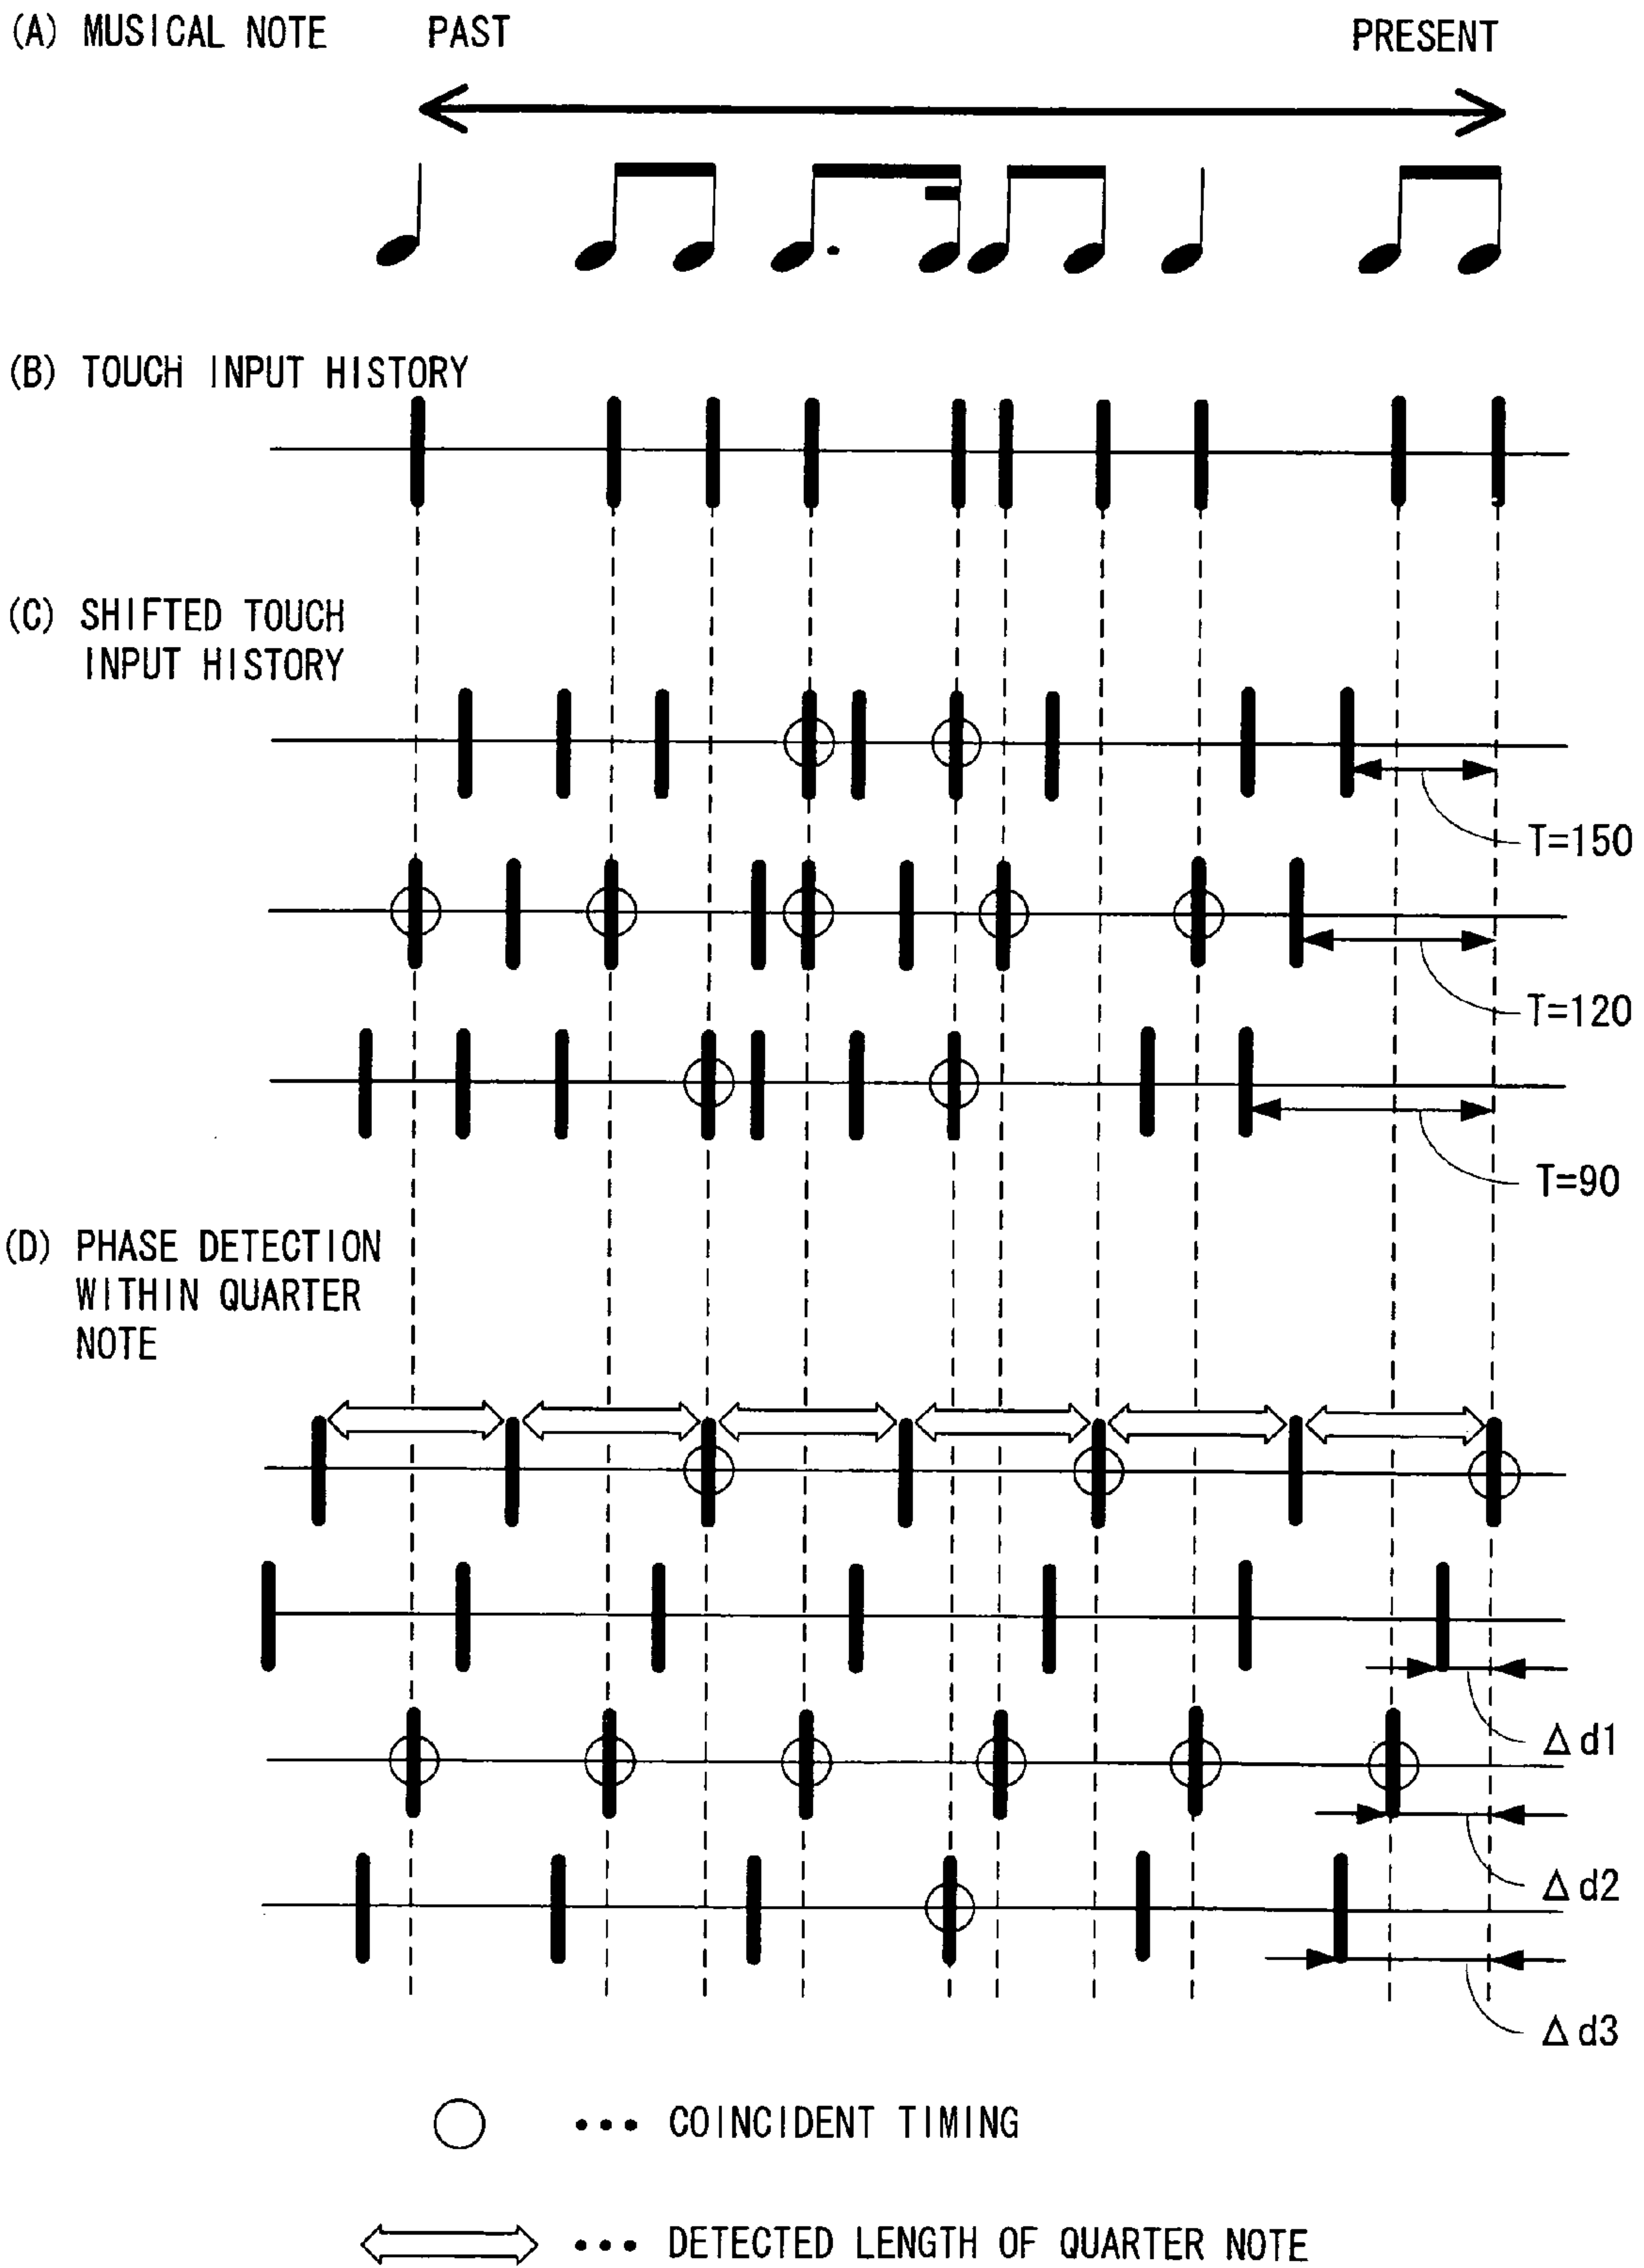 (A) MUSICAL NOTE PAST PRESENT
(B) TOUCH INPUT HISTORY
(C) SHIFTED TOUCH
INPUT HISTORY
T=150
T=120
T=90
(D) PHASE DETECTION
WITHIN QUARTER
NOTE
Δd1
Δd2
Δd3
••• COINCIDENT TIMING
••• DETECTED LENGTH OF QUARTER NOTE